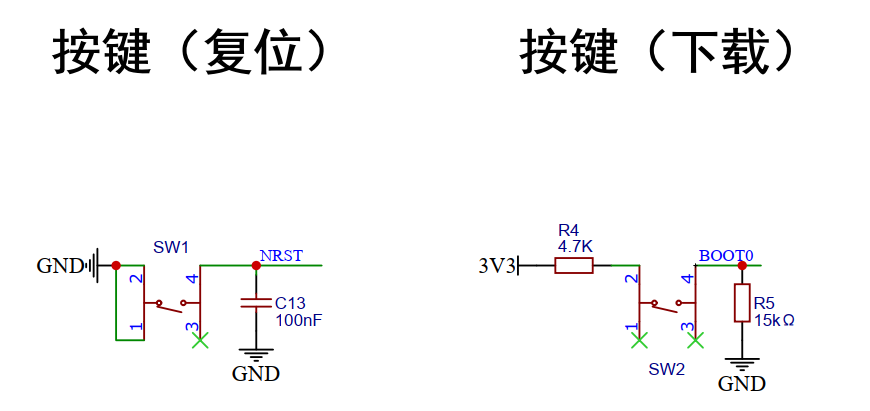 按键（复位）
按键（下载）
SW1
GND
NRST
2
4
1
3
C13
100nF
GND
R4
4.7K
3V3
BOOT0
2
4
1
3
R5
15kΩ
SW2
GND